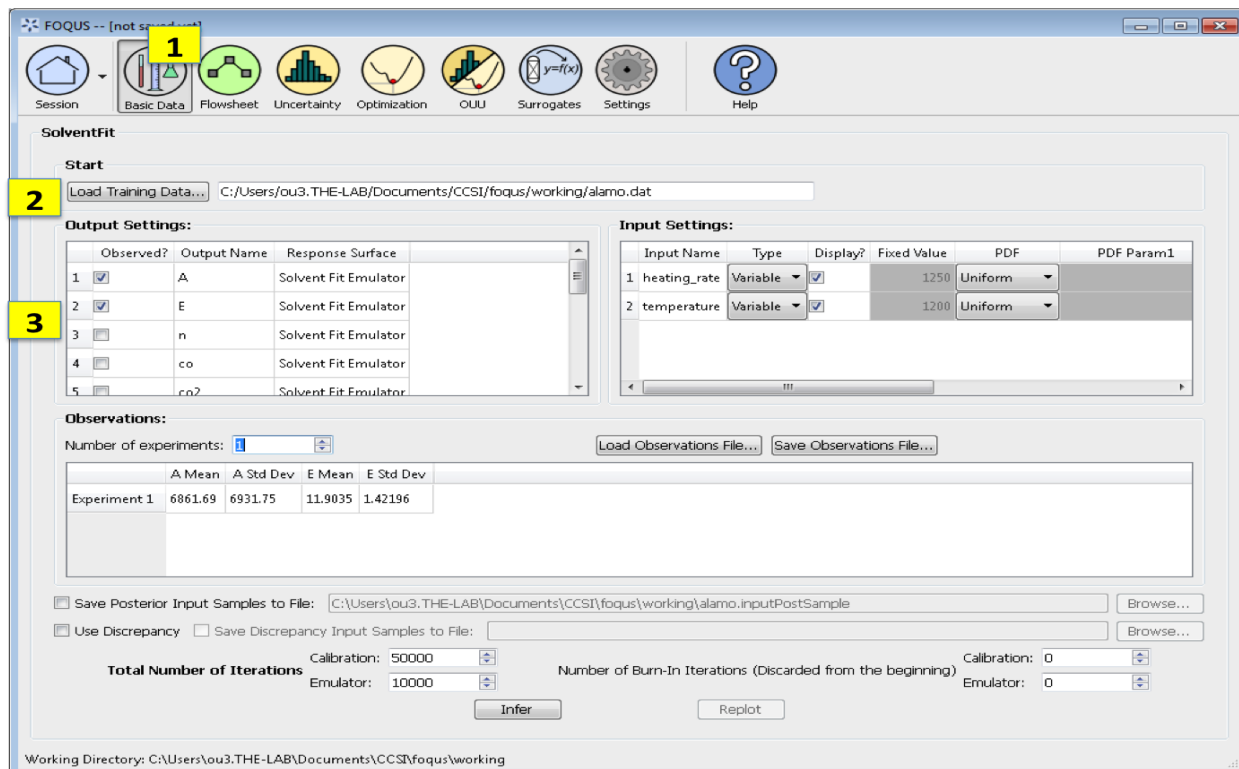 FOQUS -- [not saved yet]
1
Session Basic Data Flowsheet Uncertainty Optimization OUU Surrogates Settings Help
y=f(x)
SolventFit
Start
2
Load Training Data... C:/Users/ou3.THE-LAB/Documents/CCSI/foqus/working/alamo.dat
Output Settings: Input Settings:
Observed? Output Name Response Surface Input Name Type Display? Fixed Value PDF PDF Param1
1 A Solvent Fit Emulator 1 heating_rate Variable 1250 Uniform
2 E Solvent Fit Emulator 2 temperature Variable 1200 Uniform
3
3 n Solvent Fit Emulator
4 co Solvent Fit Emulator
5 co2 Solvent Fit Emulator
Observations:
Number of experiments: 1 Load Observations File... Save Observations File...
A Mean A Std Dev E Mean E Std Dev
Experiment 1 6861.69 6931.75 11.9035 1.42196
Save Posterior Input Samples to File: C:\Users\ou3.THE-LAB\Documents\CCSI\foqus\working\alamo.inputPostSample Browse...
Use Discrepancy Save Discrepancy Input Samples to File: Browse...
Total Number of Iterations Calibration: 50000 Number of Burn-In Iterations (Discarded from the beginning) Calibration: 0
Emulator: 10000 Emulator: 0
Infer Replot
Working Directory: C:\Users\ou3.THE-LAB\Documents\CCSI\foqus\working